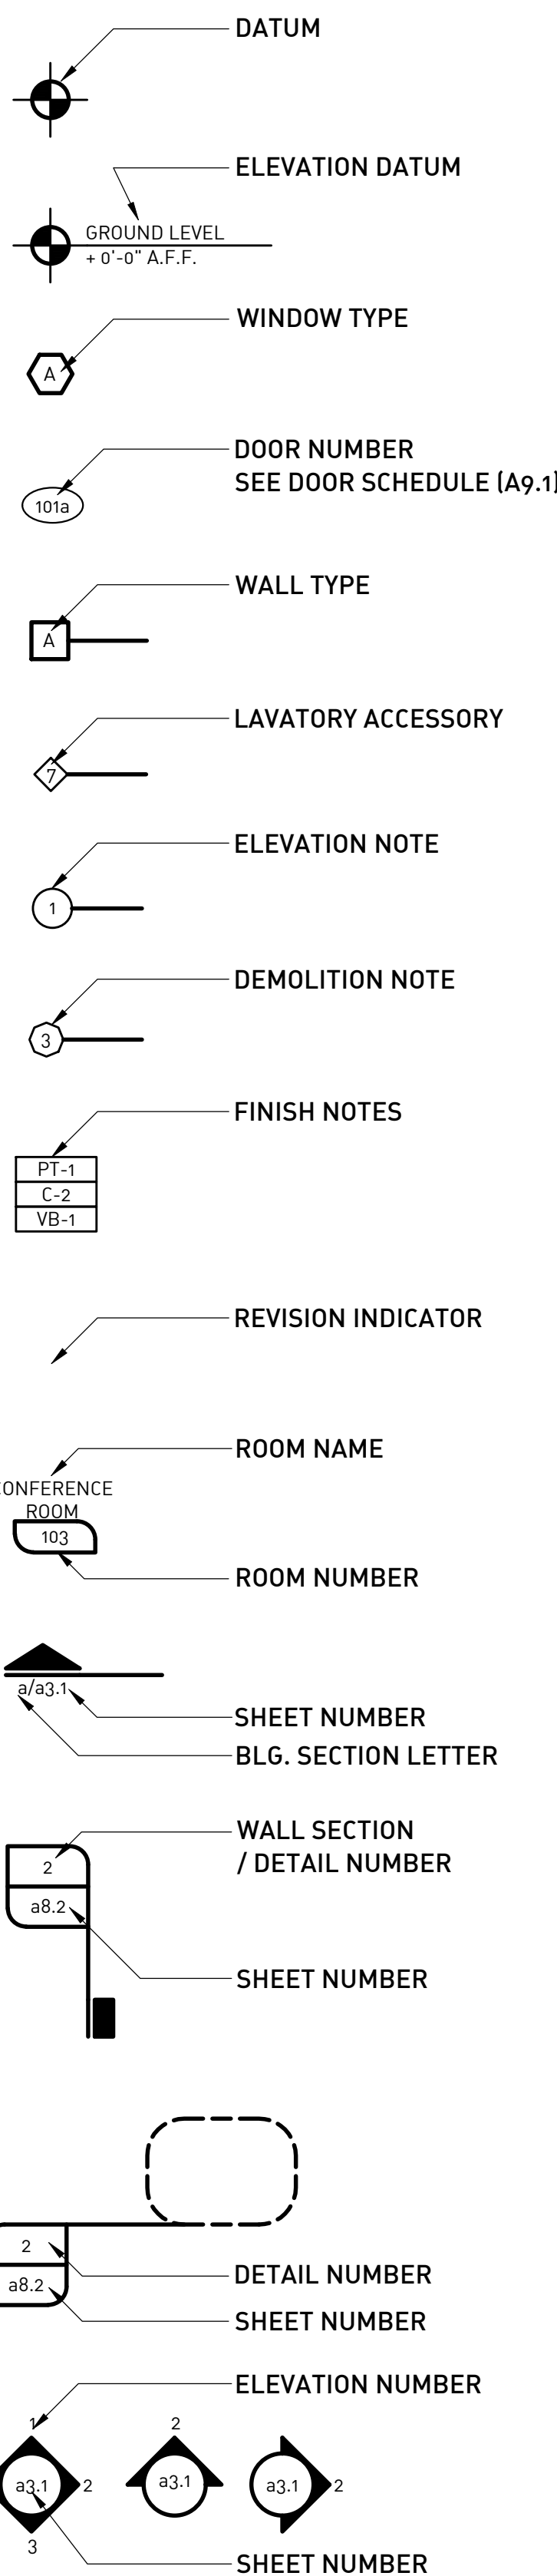 DATUM
ELEVATION DATUM
GROUND LEVEL
+ 0'-0" A.F.F.
WINDOW TYPE
A
DOOR NUMBER
SEE DOOR SCHEDULE (A9.1)
101a
WALL TYPE
A
LAVATORY ACCESSORY
7
ELEVATION NOTE
1
DEMOLITION NOTE
3
FINISH NOTES
PT-1
C-2
VB-1
REVISION INDICATOR
ROOM NAME
CONFERENCE
ROOM
103
ROOM NUMBER
a/a3.1
SHEET NUMBER
BLG. SECTION LETTER
WALL SECTION
/ DETAIL NUMBER
2
a8.2
SHEET NUMBER
2
DETAIL NUMBER
a8.2
SHEET NUMBER
ELEVATION NUMBER
1
2
a3.1
2
a3.1
a3.1
2
3
SHEET NUMBER